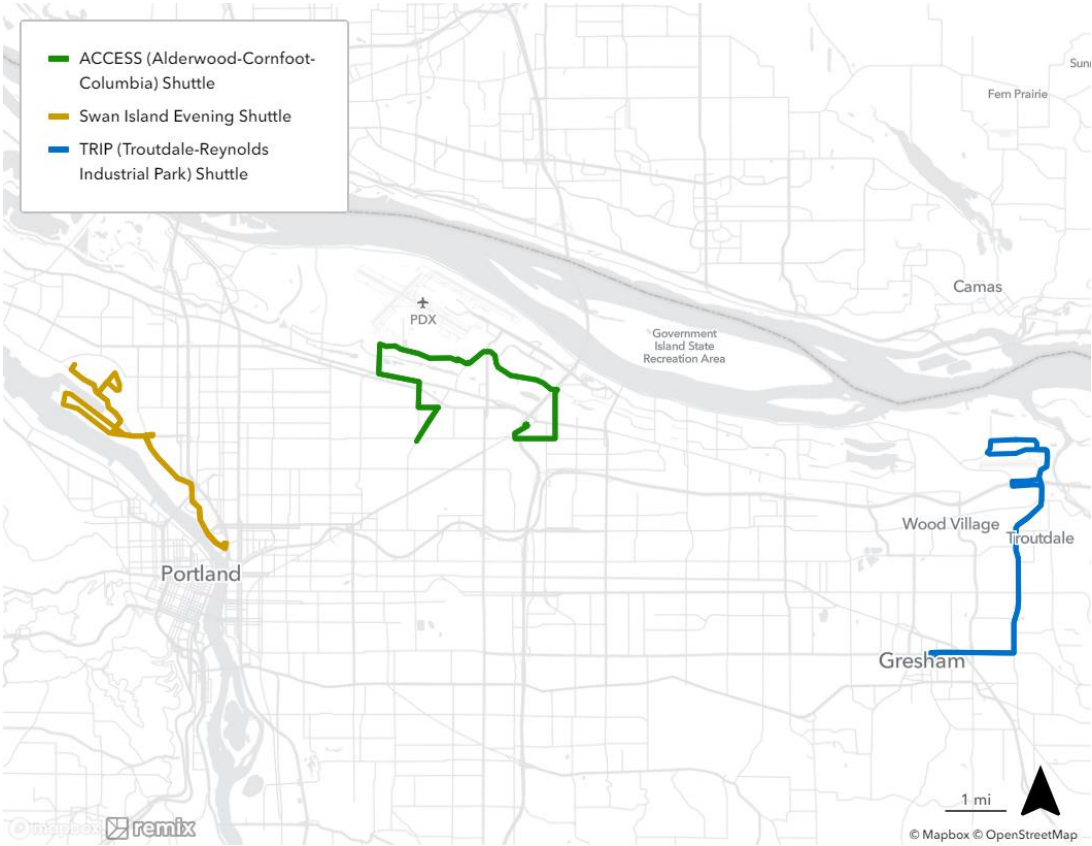 ACCESS (Alderwood-Cornfoot-
Columbia) Shuttle
Swan Island Evening Shuttle
TRIP (Troutdale-Reynolds
Industrial Park) Shuttle
Sunn
Fern Prairie
Camas
PDX
Government
Island State
Recreation Area
Wood Village
Troutdale
Portland
Gresham
1 mi
mapbox
remix
© Mapbox © OpenStreetMap